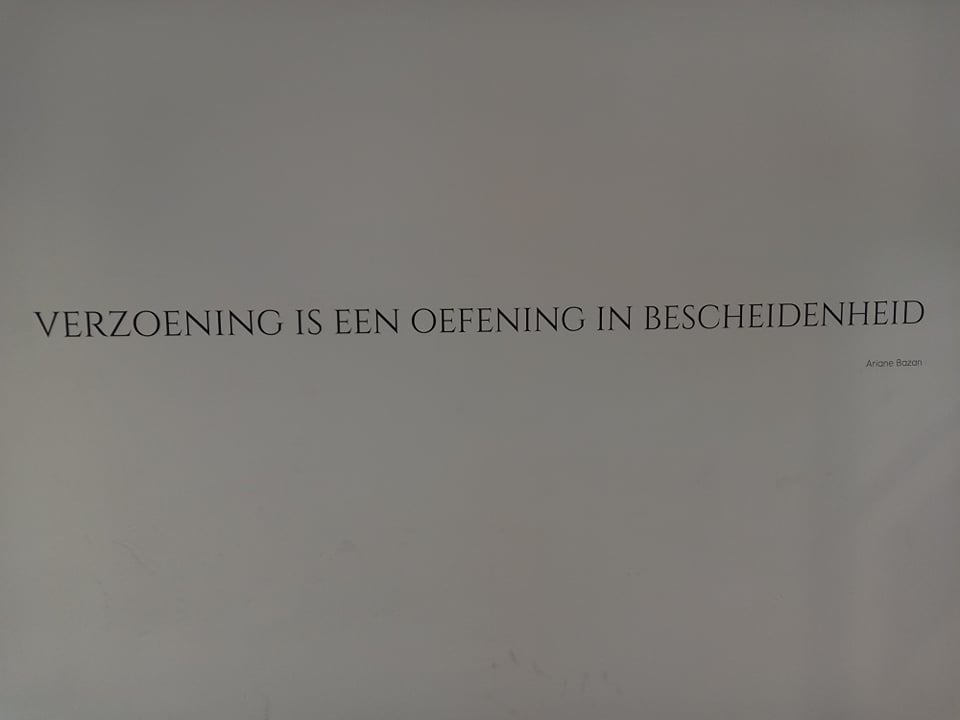 VERZOENING IS EEN OEFENING IN BESCHEIDENHEID
Ariane Bazan